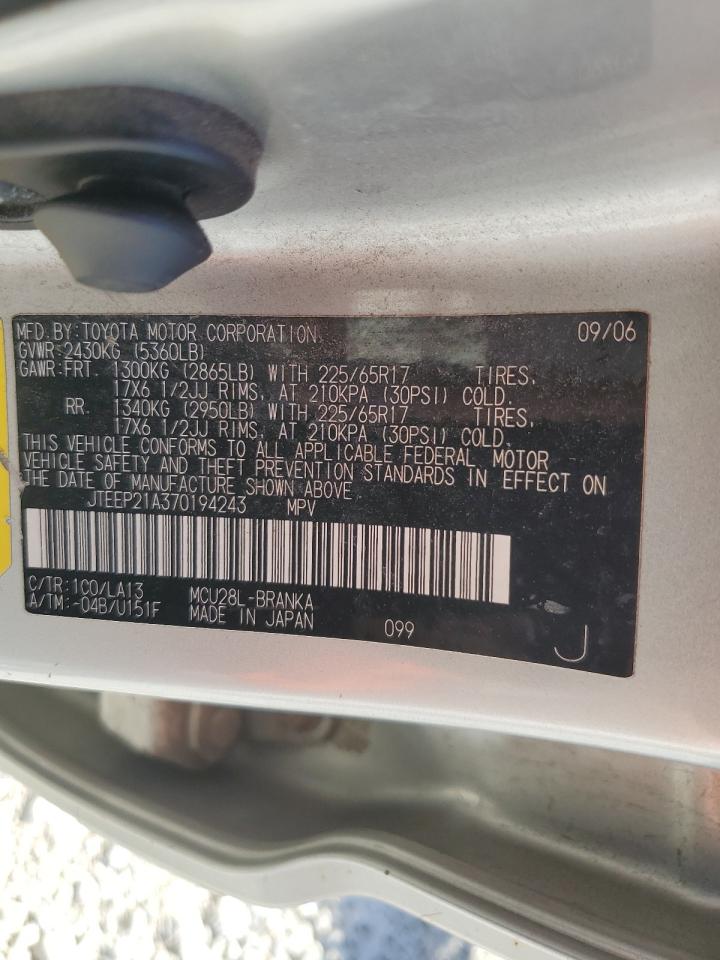 MFD. BY: TOYOTA MOTOR CORPORATION 09/06
GVWR 2430KG (5360LB)
GAWR: FRT. 1300KG (2865LB) WITH 225/65R17 TIRES,
17X6 1/2JJ RIMS, AT 210KPA (30PSI) COLD.
RR. 1340KG (2950LB) WITH 225/65R17 TIRES,
17X6 1/2JJ RIMS, AT 210KPA (30PSI) COLD.
THIS VEHICLE CONFORMS TO ALL APPLICABLE FEDERAL MOTOR
VEHICLE SAFETY AND THEFT PREVENTION STANDARDS IN EFFECT ON
THE DATE OF MANUFACTURE SHOWN ABOVE
JTEEP21A370194243 MPV
C/TR: 1C0/LA13 MCU28L-BRANKA
A/TM: -04B/U151F MADE IN JAPAN 099 J